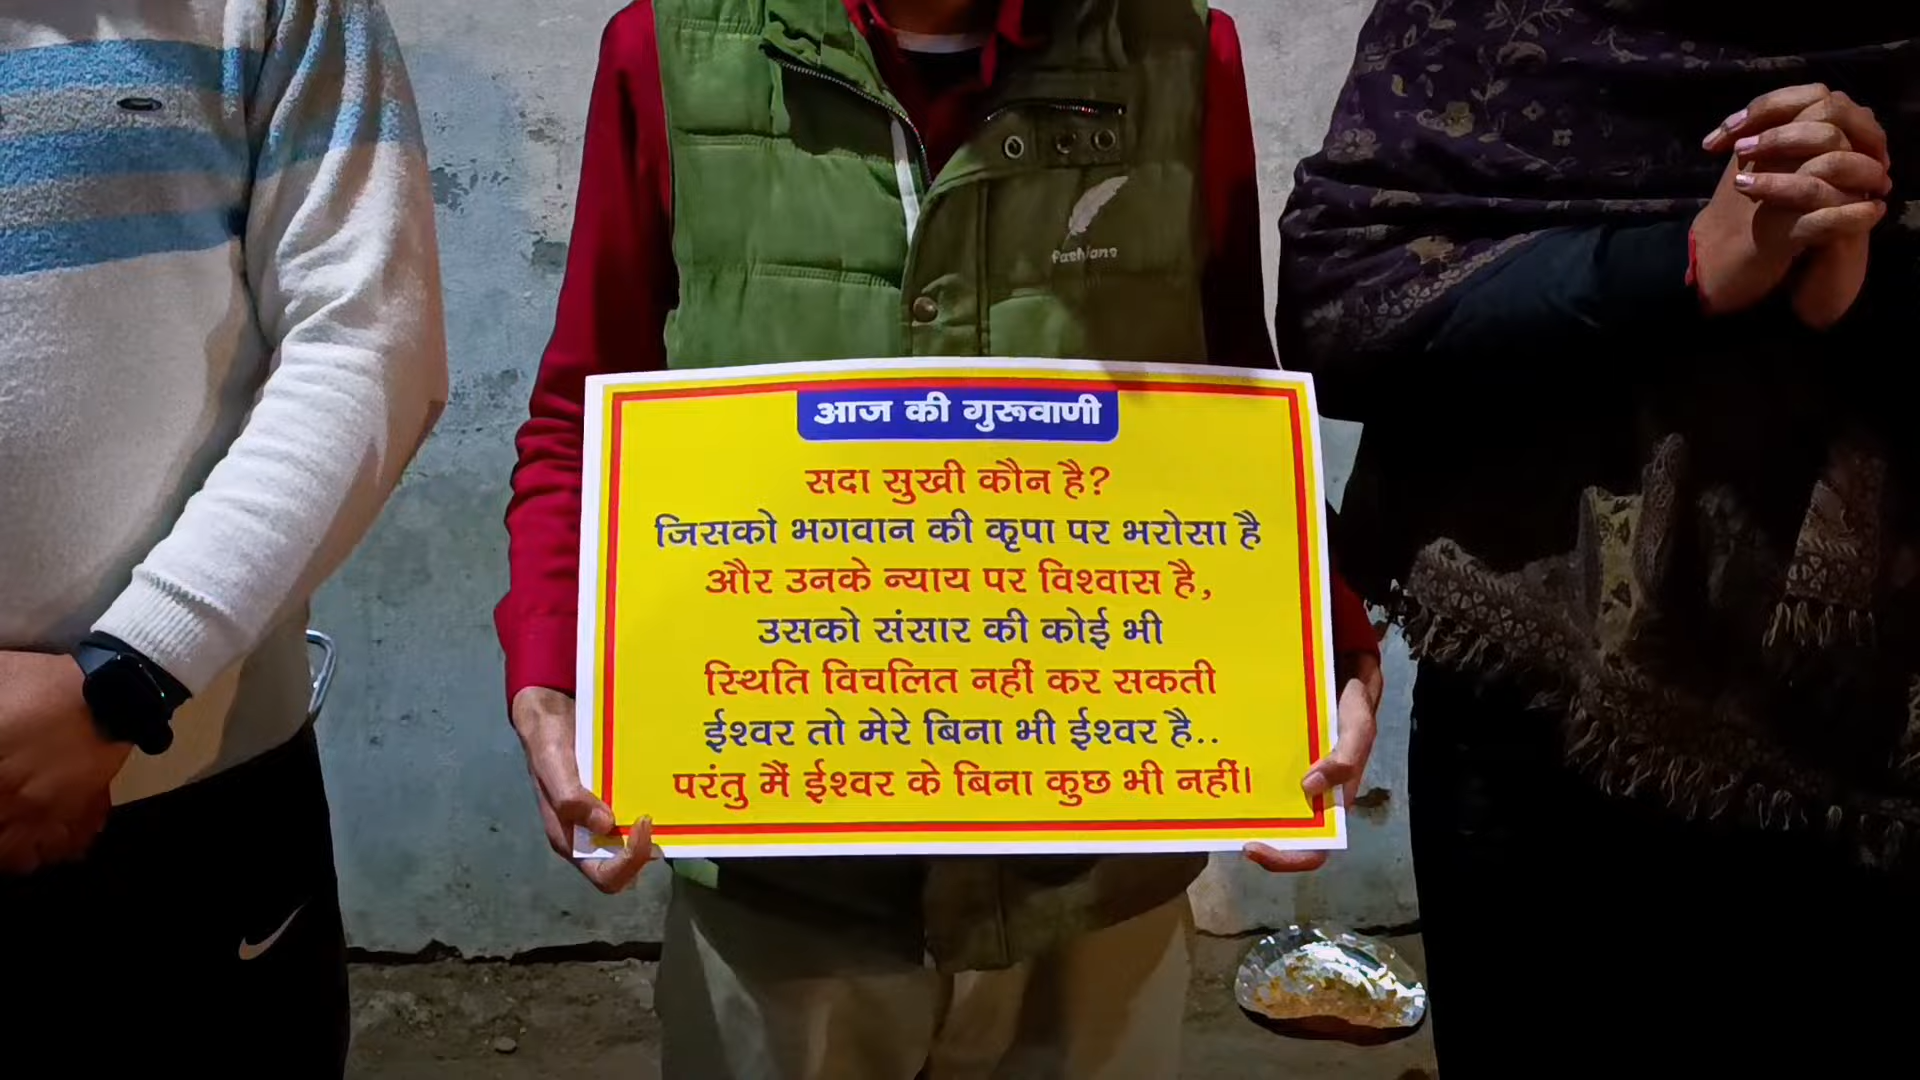 fashions
आज की गुरूवाणी
सदा सुखी कौन है?
जिसको भगवान की कृपा पर भरोसा है
और उनके न्याय पर विश्वास है,
उसको संसार की कोई भी
स्थिति विचलित नहीं कर सकती
ईश्वर तो मेरे बिना भी ईश्वर है..
परंतु मैं ईश्वर के बिना कुछ भी नहीं।